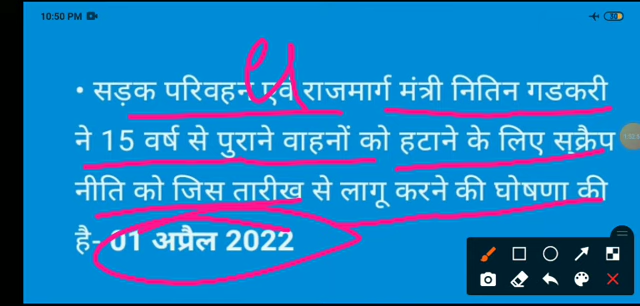 10:50 PM
• सड़क परिवहन एवं राजमार्ग मंत्री नितिन गडकरी
ने 15 वर्ष से पुराने वाहनों को हटाने के लिए स्क्रैप
नीति को जिस तारीख से लागू करने की घोषणा की
है- 01 अप्रैल 2022